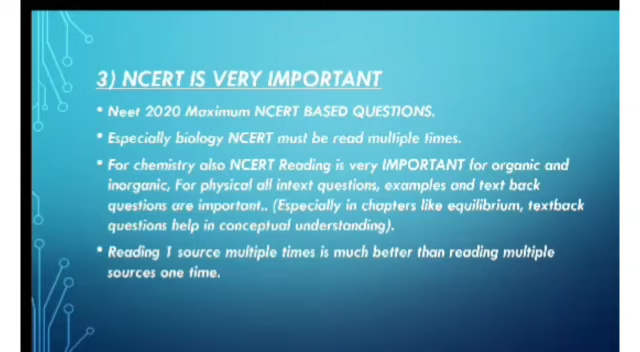 3) NCERT IS VERY IMPORTANT
• Neet 2020 Maximum NCERT BASED QUESTIONS.
• Especially biology NCERT must be read multiple times.
• For chemistry also NCERT Reading is very IMPORTANT for organic and
inorganic, For physical all intext questions, examples and text back
questions are important.. (Especially in chapters like equilibrium, textback
questions help in conceptual understanding).
• Reading 1 source multiple times is much better than reading multiple
sources one time.